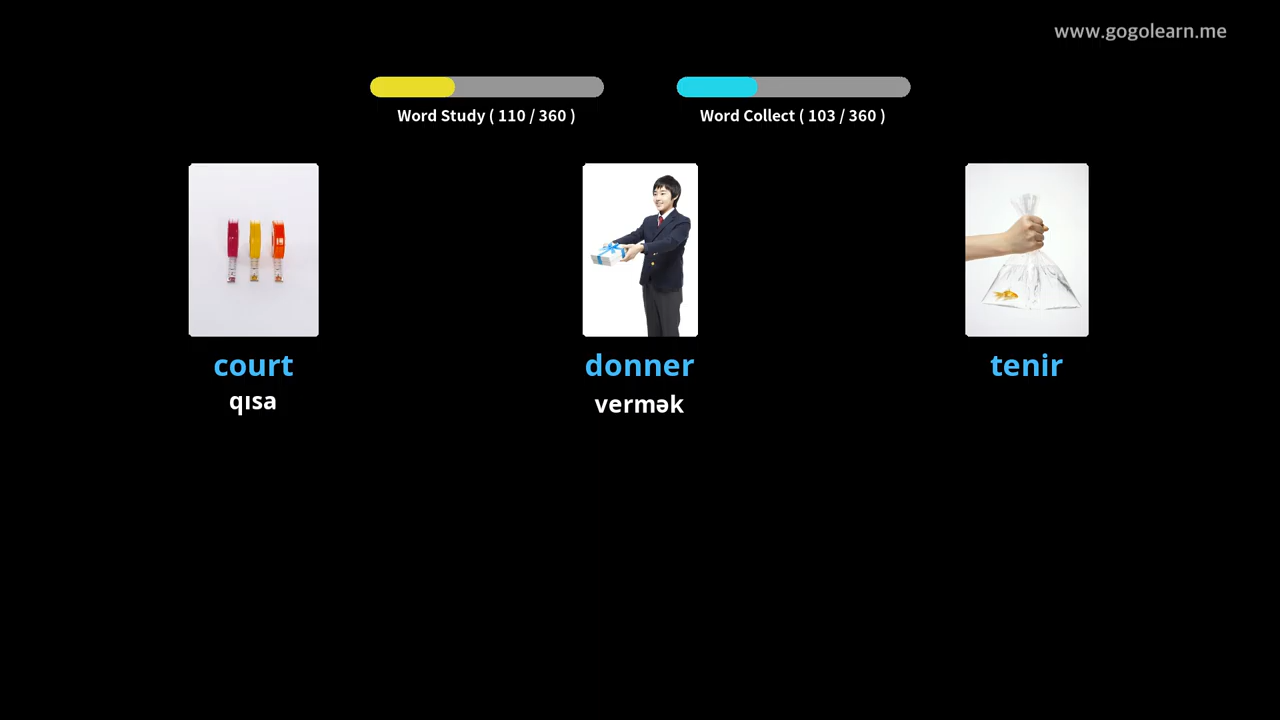 www.gogolearn.me
Word Study ( 110 / 360 )
Word Collect ( 103 / 360 )
court
donner
tenir
qısa
vermək